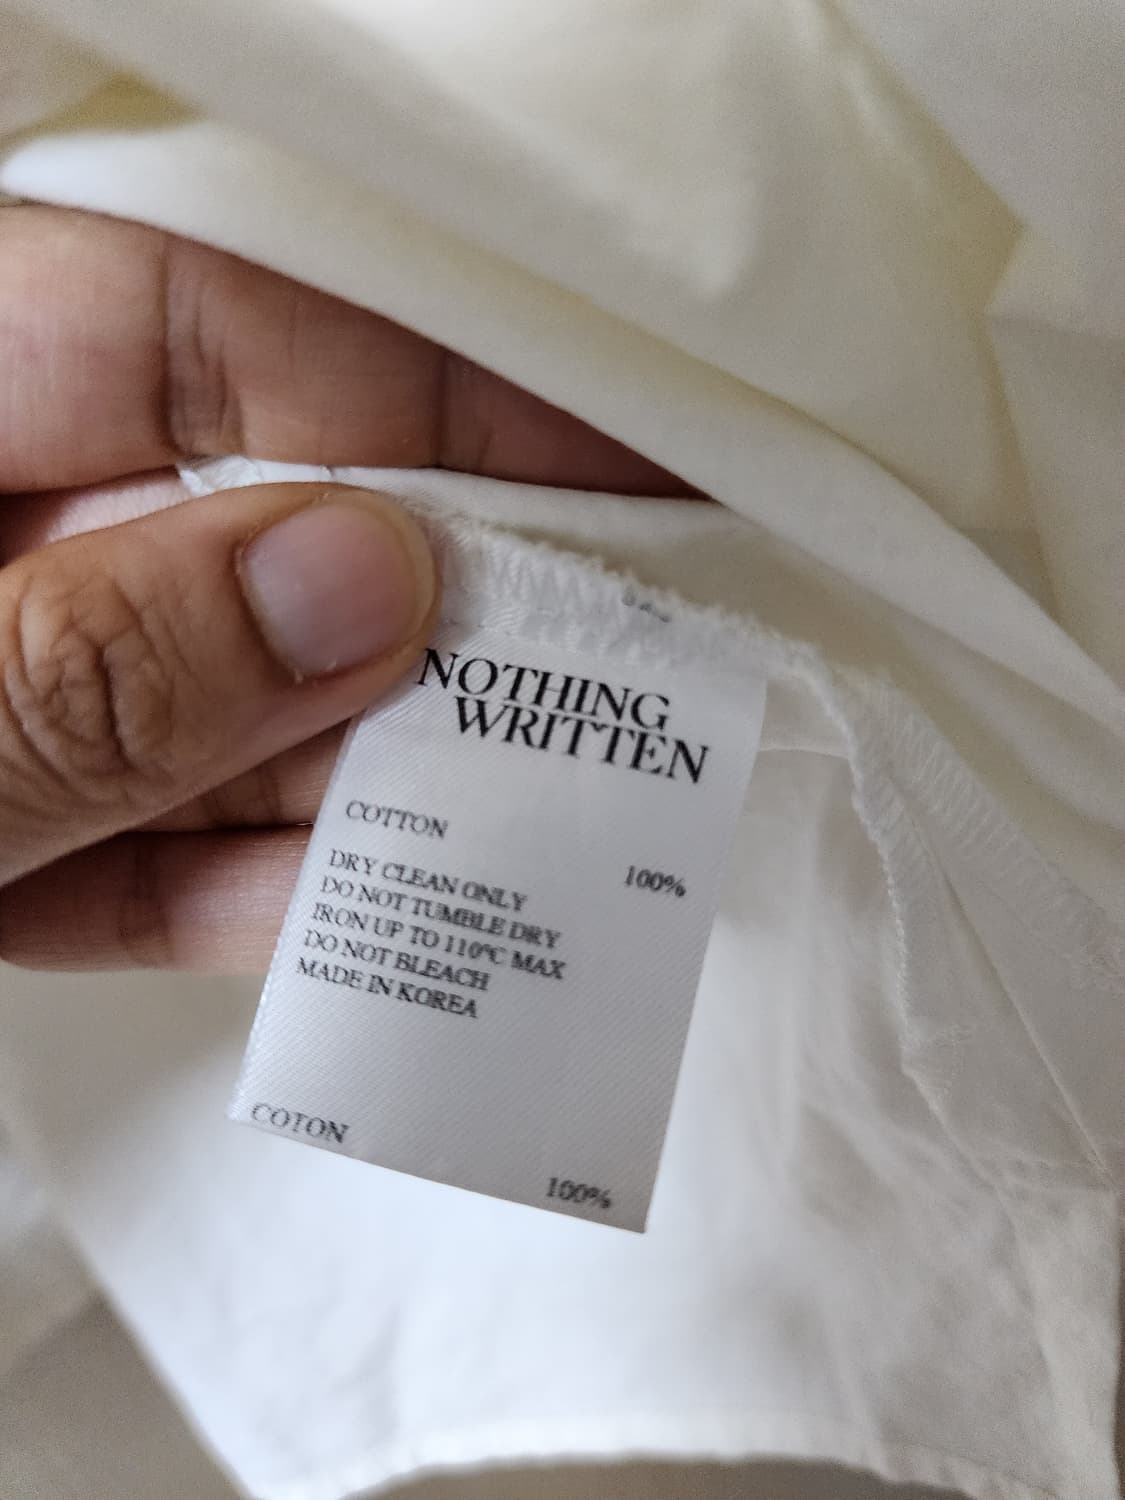 NOTHING
WRITTEN
COTTON
100%
DRY CLEAN ONLY
DO NOT TUMBLE DRY
IRON UP TO 110°C MAX
DO NOT BLEACH
MADE IN KOREA
COTON
100%